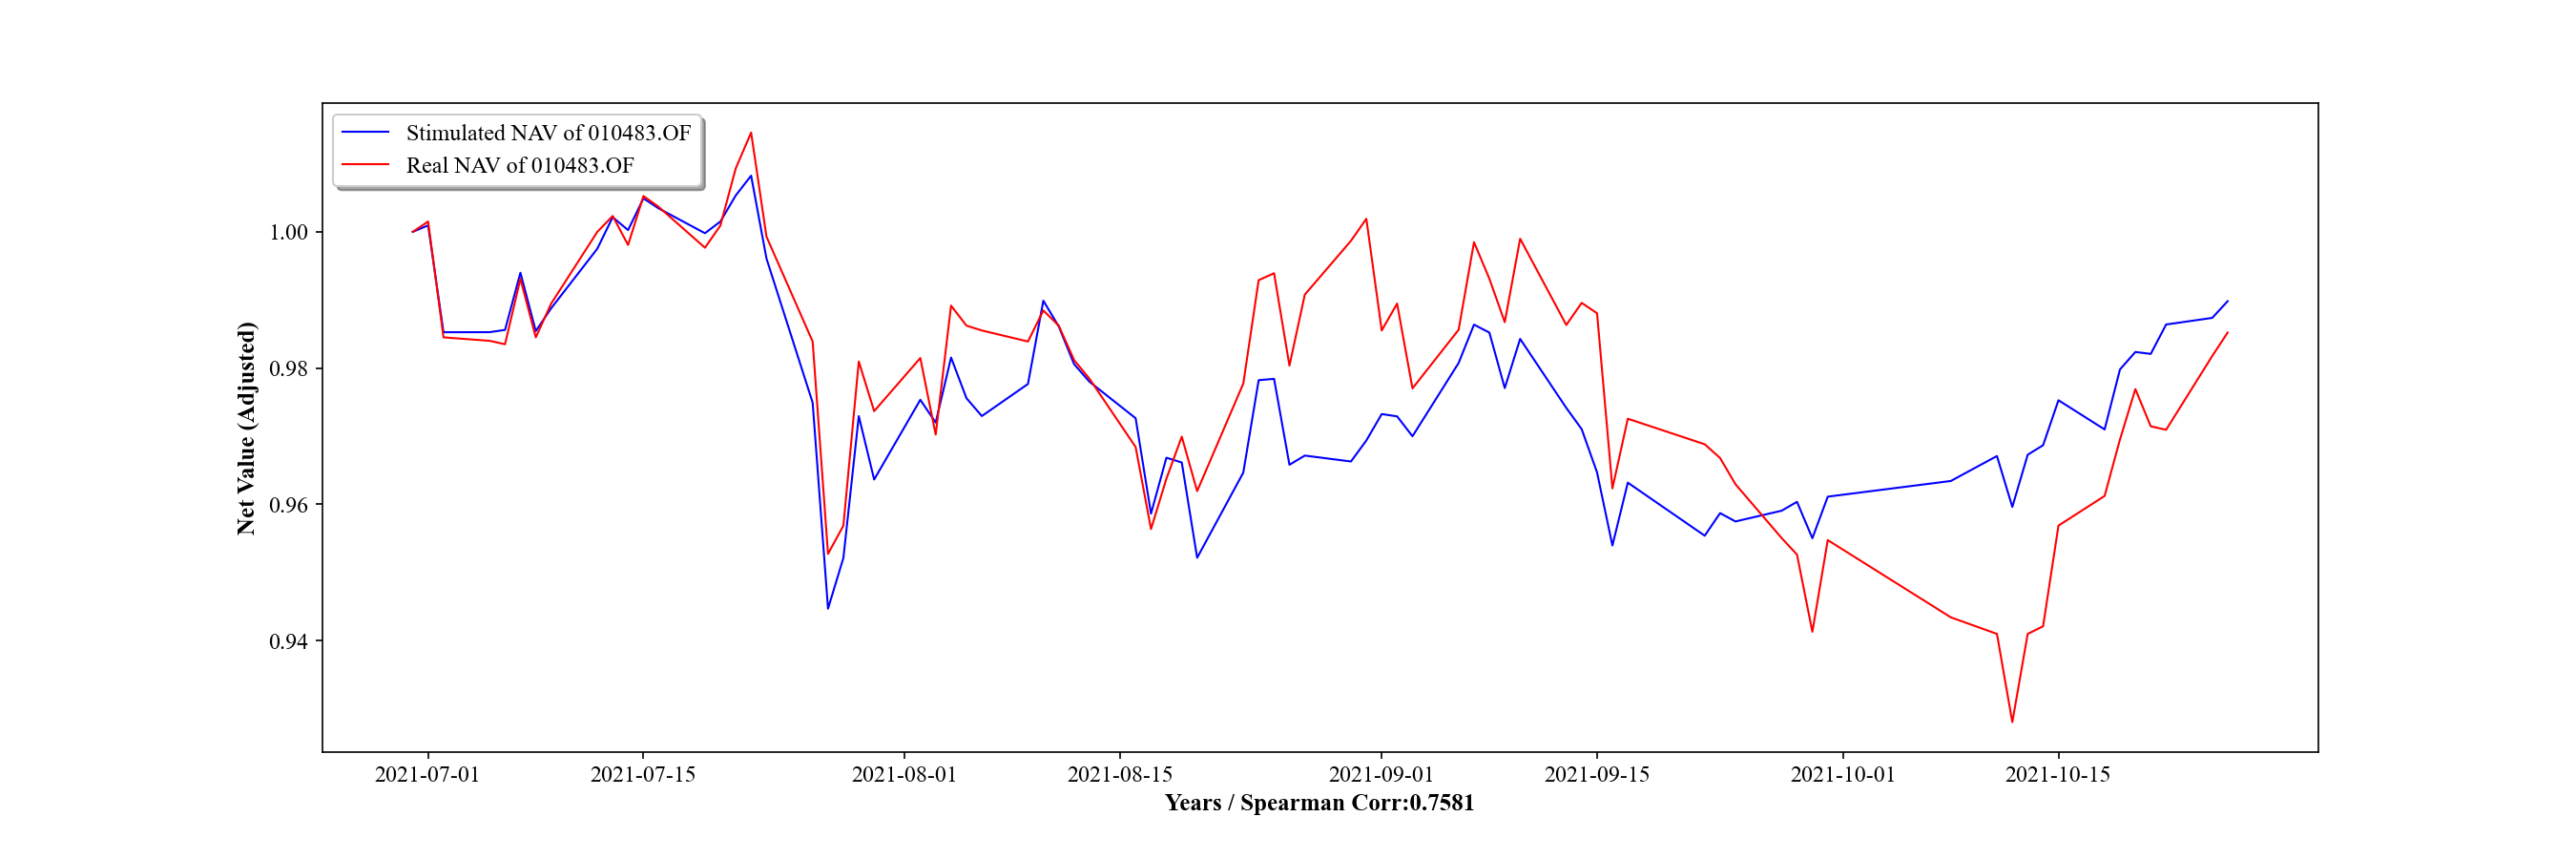 Stimulated NAV of 010483.OF
Real NAV of 010483.OF
Net Value (Adjusted)
1.00
0.98
0.96
0.94
2021-07-01 2021-07-15 2021-08-01 2021-08-15 2021-09-01 2021-09-15 2021-10-01 2021-10-15
Years / Spearman Corr:0.7581